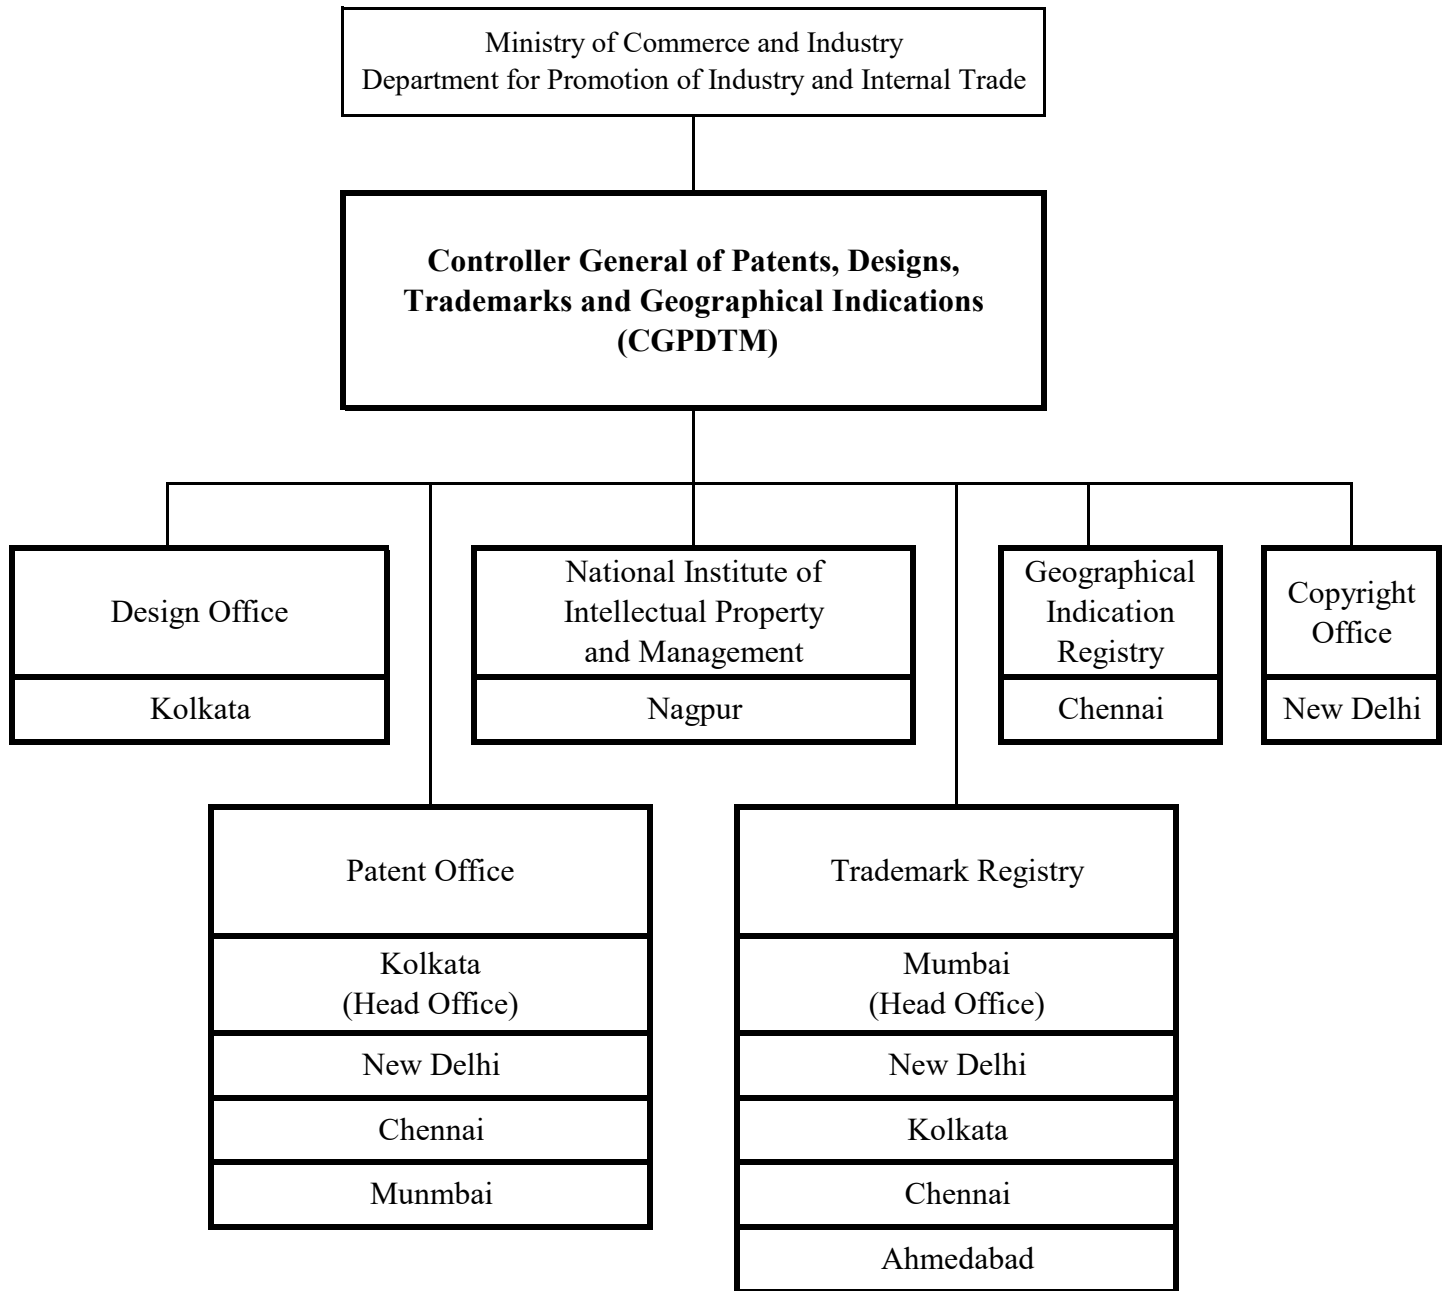 Ministry of Commerce and Industry
Department for Promotion of Industry and Internal Trade
Controller General of Patents, Designs,
Trademarks and Geographical Indications
(CGPDTM)
Design Office
Kolkata
National Institute of
Intellectual Property
and Management
Nagpur
Geographical
Indication
Registry
Chennai
Copyright
Office
New Delhi
Patent Office
Kolkata
(Head Office)
New Delhi
Chennai
Munmbai
Trademark Registry
Mumbai
(Head Office)
New Delhi
Kolkata
Chennai
Ahmedabad